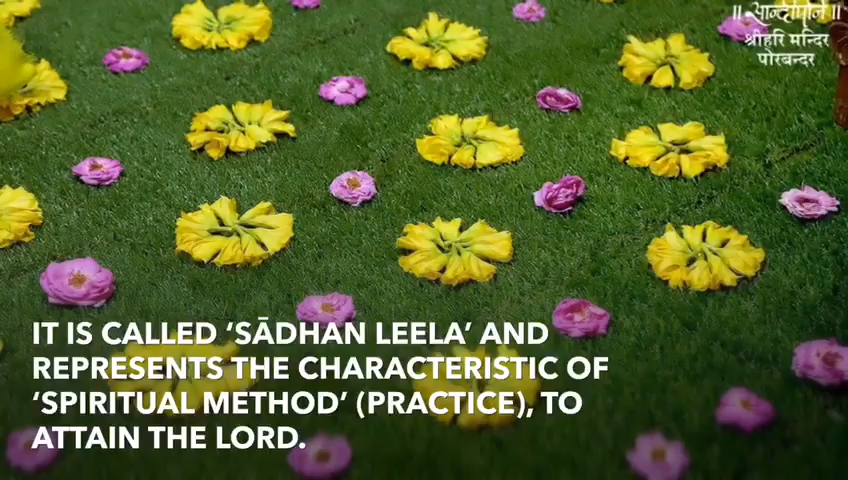 ॥ सान्दीपनि ॥
श्रीहरि मन्दिर
पोरबन्दर
IT IS CALLED ‘SĀDHAN LEELA’ AND
REPRESENTS THE CHARACTERISTIC OF
‘SPIRITUAL METHOD’ (PRACTICE), TO
ATTAIN THE LORD.